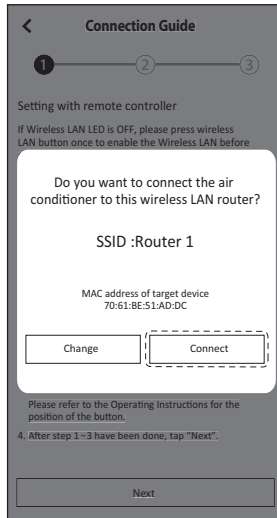 Connection Guide
1 2 3
Setting with remote controller
If Wireless LAN LED is OFF, please press wireless
LAN button once to enable the Wireless LAN before
Do you want to connect the air
conditioner to this wireless LAN router?
SSID :Router 1
MAC address of target device
70:61:BE:51:AD:DC
Change Connect
Please refer to the Operating Instructions for the
position of the button.
4. After step 1~3 have been done, tap "Next".
Next